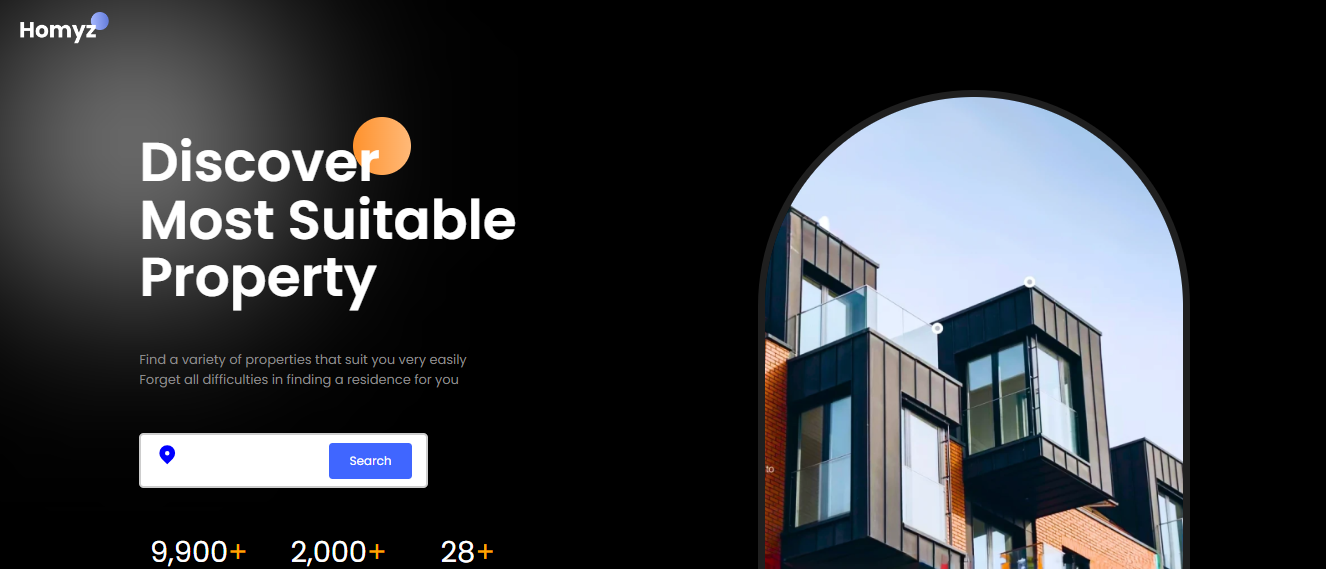 Homyz
Discover
Most Suitable
Property
Find a variety of properties that suit you very easily
Forget all difficulties in finding a residence for you
Search
9,900+ 2,000+ 28+
to